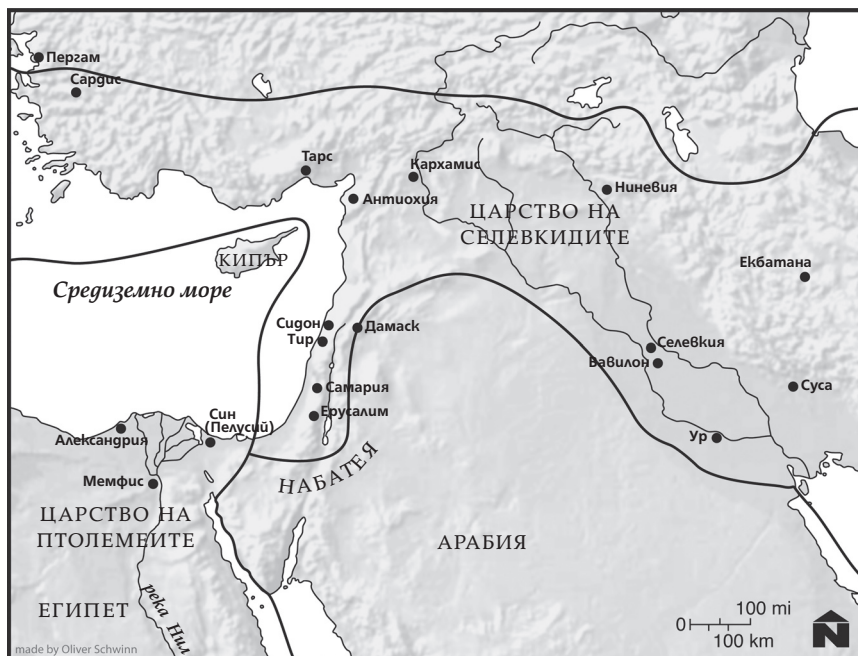 Пергам
Сардис
Тарс
Кархамис
Антиохия
Ниневия
ЦАРСТВО НА
СЕЛЕВКИДИТЕ
КИПЪР
Екбатана
Средиземно море
Сидон
Дамаск
Тир
Селевкия
Вавилон
Суса
Самария
Ерусалим
Син
(Пелусий)
Александрия
Ур
НАБАТЕЯ
Мемфис
ЦАРСТВО НА
ПТОЛЕМЕИТЕ
АРАБИЯ
ЕГИПЕТ
река Нил
100 mi
0
100 km
N
made by Oliver Schwinn